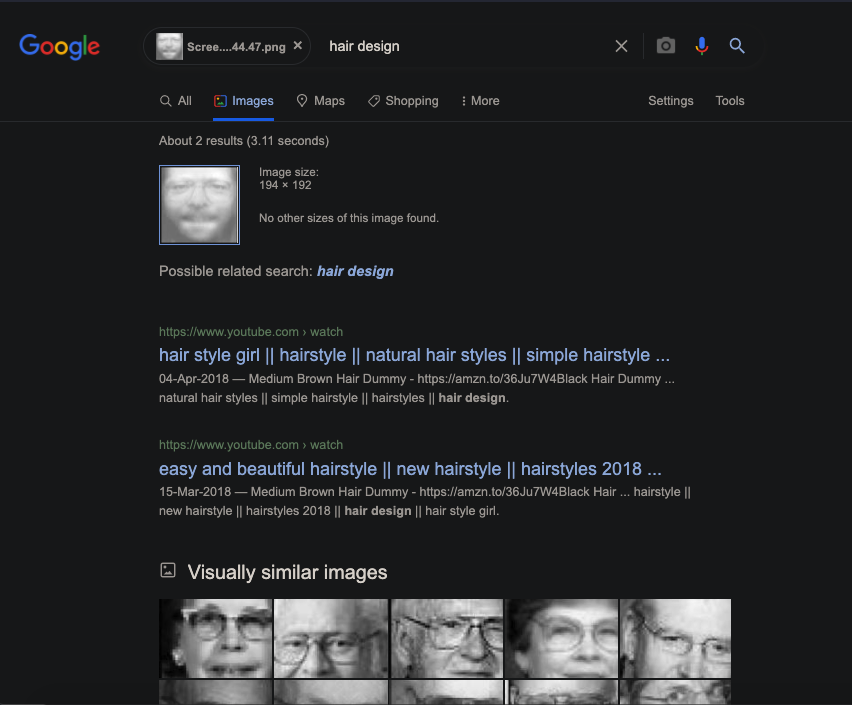 Google
Scree....44.47.png × hair design
All Images Maps Shopping More Settings Tools
About 2 results (3.11 seconds)
Image size:
194 × 192
No other sizes of this image found.
Possible related search: hair design
https://www.youtube.com › watch
hair style girl || hairstyle || natural hair styles || simple hairstyle ...
04-Apr-2018 — Medium Brown Hair Dummy - https://amzn.to/36Ju7W4Black Hair Dummy ...
natural hair styles || simple hairstyle || hairstyles || hair design.
https://www.youtube.com › watch
easy and beautiful hairstyle || new hairstyle || hairstyles 2018 ...
15-Mar-2018 — Medium Brown Hair Dummy - https://amzn.to/36Ju7W4Black Hair ... hairstyle ||
new hairstyle || hairstyles 2018 || hair design || hair style girl.
Visually similar images